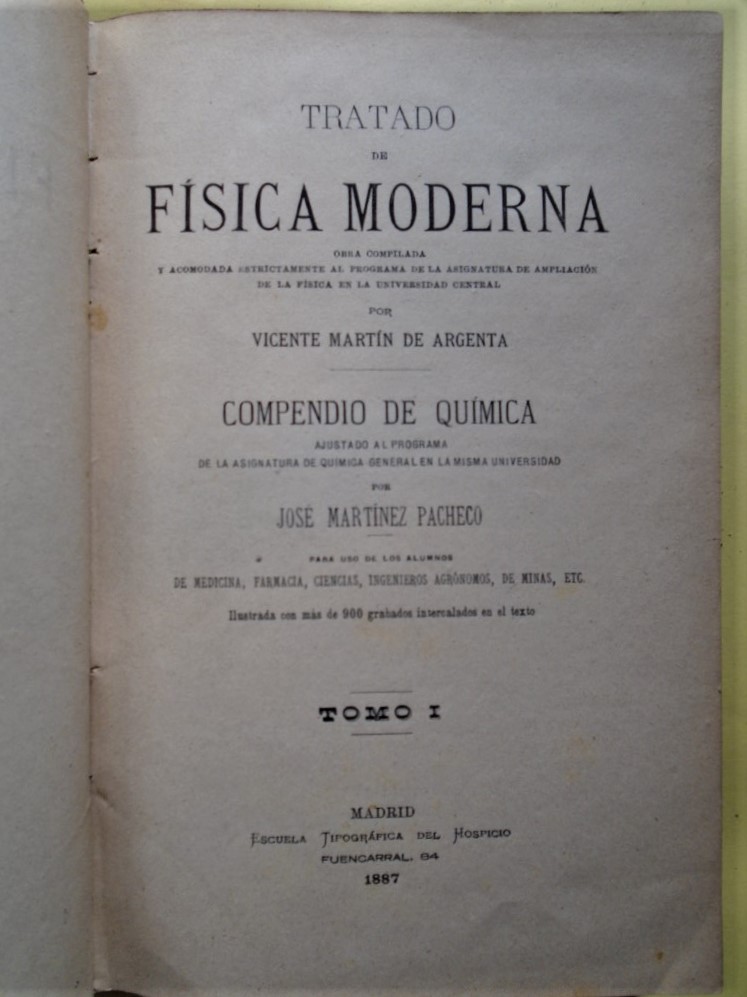 TRATADO
DE
FÍSICA MODERNA
OBRA COMPILADA
Y ACOMODADA ESTRICTAMENTE AL PROGRAMA DE LA ASIGNATURA DE AMPLIACIÓN
DE LA FÍSICA EN LA UNIVERSIDAD CENTRAL
POR
VICENTE MARTÍN DE ARGENTA
COMPENDIO DE QUÍMICA
AJUSTADO AL PROGRAMA
DE LA ASIGNATURA DE QUÍMICA GENERAL EN LA MISMA UNIVERSIDAD
POR
JOSÉ MARTÍNEZ PACHECO
PARA USO DE LOS ALUMNOS
DE MEDICINA, FARMACIA, CIENCIAS, INGENIEROS AGRÓNOMOS, DE MINAS, ETC.
Ilustrada con más de 900 grabados intercalados en el texto
TOMO I
MADRID
ESCUELA TIPOGRÁFICA DEL HOSPICIO
FUENCARRAL, 84
1887